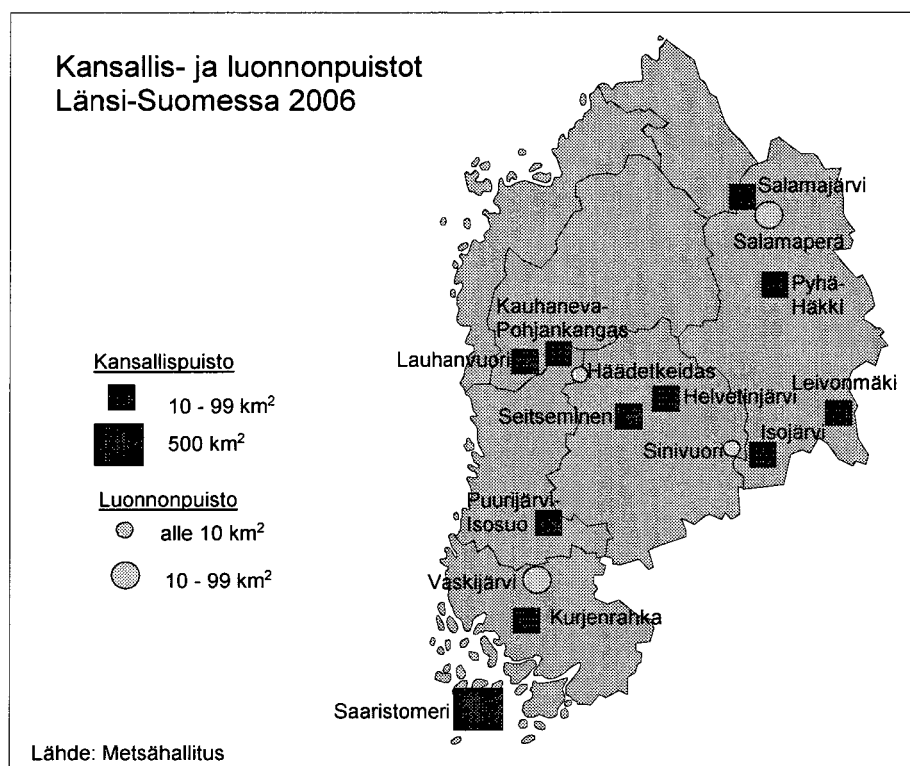 Kansallis- ja luonnonpuistot
Länsi-Suomessa 2006
Salamajärvi
Salamaperä
Pyhä-
Häkki
Kauhaneva-
Pohjankangas
Lauhanvuori
Häädetkeidas
Leivonmäki
Helvetinjärvi
Seitseminen
Isojärvi
Sinivuori
Puurijärvi-
Isosuo
Vaskijärvi
Kurjenrahka
Saaristomeri
Kansallispuisto
10 - 99 km²
500 km²
Luonnonpuisto
alle 10 km²
10 - 99 km²
Lähde: Metsähallitus